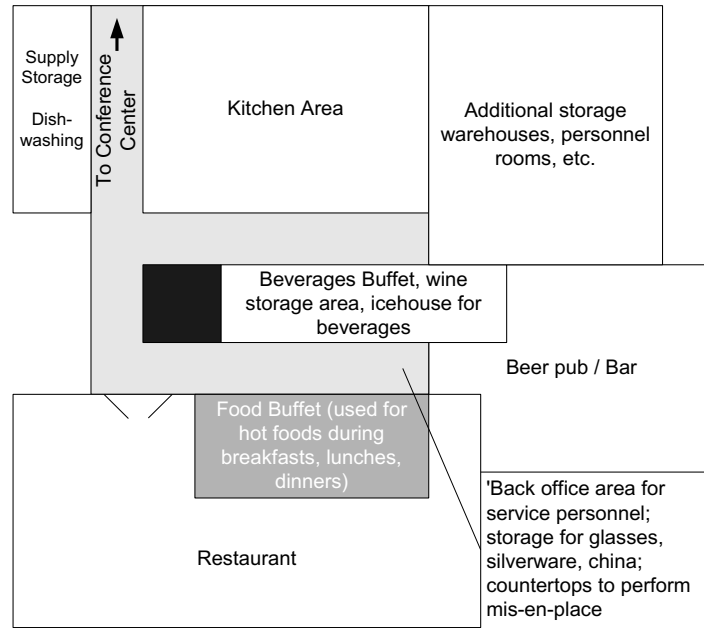 Supply
Storage
Dish-
washing
To Conference
Center
Kitchen Area
Additional storage
warehouses, personnel
rooms, etc.
Beverages Buffet, wine
storage area, icehouse for
beverages
Beer pub / Bar
Food Buffet (used for
hot foods during
breakfasts, lunches,
dinners)
Restaurant
'Back office area for
service personnel;
storage for glasses,
silverware, china;
countertops to perform
mis-en-place